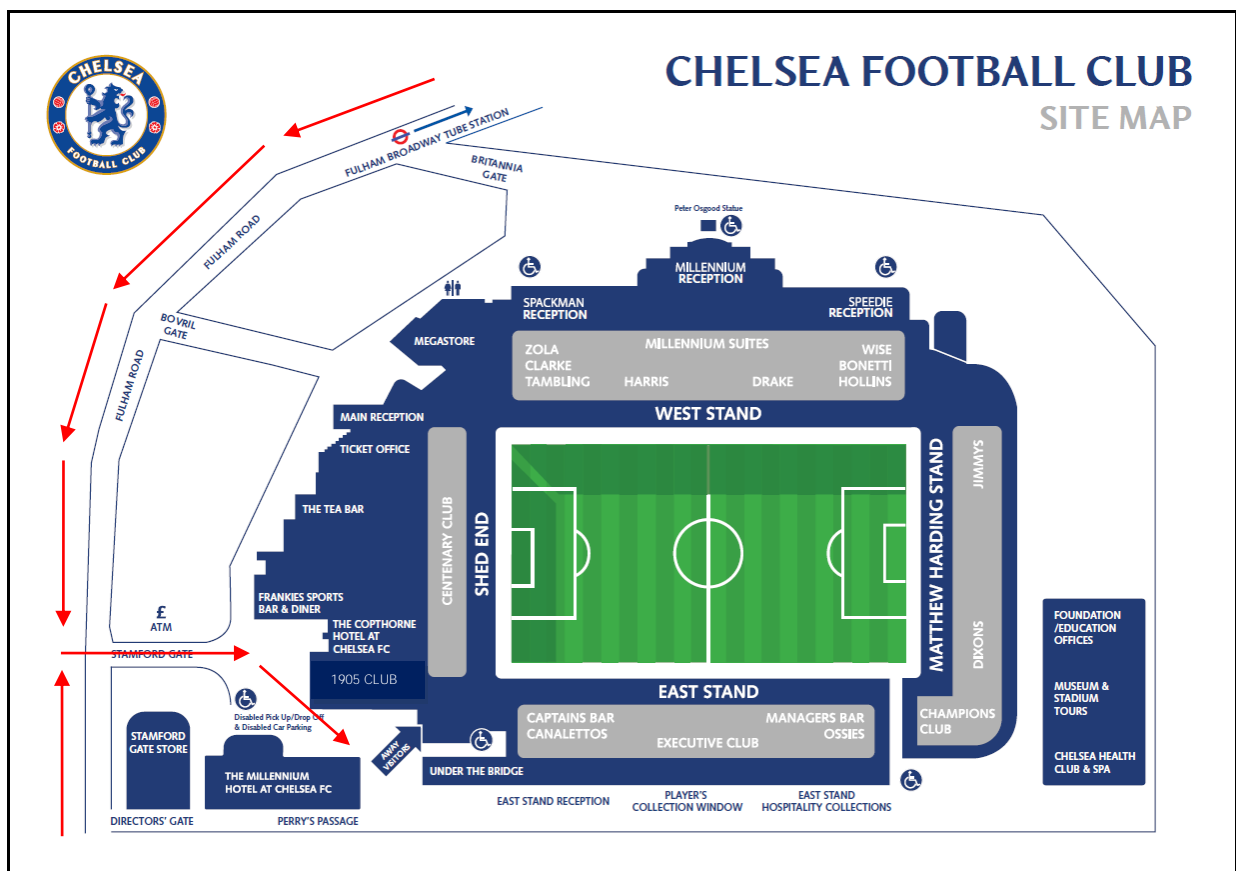 CHELSEA FOOTBALL CLUB
SITE MAP
CHELSEA
FOOTBALL CLUB
FULHAM BROADWAY TUBE STATION
BRITANNIA
GATE
FULHAM ROAD
BOVRIL
GATE
FULHAM ROAD
Peter Osgood Statue
MILLENNIUM
RECEPTION
SPACKMAN
RECEPTION
SPEEDIE
RECEPTION
MEGASTORE
MILLENNIUM SUITES
ZOLA
CLARKE
TAMBLING
HARRIS
DRAKE
WISE
BONETTI
HOLLINS
WEST STAND
MAIN RECEPTION
TICKET OFFICE
THE TEA BAR
CENTENARY CLUB
SHED END
MATTHEW HARDING STAND
JIMMYS
DIXONS
FRANKIES SPORTS
BAR & DINER
£
ATM
THE COPTHORNE
HOTEL AT
CHELSEA FC
STAMFORD GATE
1905 CLUB
EAST STAND
Disabled Pick Up/Drop Off
& Disabled Car Parking
CAPTAINS BAR
CANALETTOS
EXECUTIVE CLUB
MANAGERS BAR
OSSIES
CHAMPIONS
CLUB
STAMFORD
GATE STORE
AWAY
VISITORS
UNDER THE BRIDGE
THE MILLENNIUM
HOTEL AT CHELSEA FC
FOUNDATION
/EDUCATION
OFFICES
MUSEUM &
STADIUM
TOURS
CHELSEA HEALTH
CLUB & SPA
EAST STAND RECEPTION
PLAYER'S
COLLECTION WINDOW
EAST STAND
HOSPITALITY COLLECTIONS
DIRECTORS' GATE
PERRY'S PASSAGE